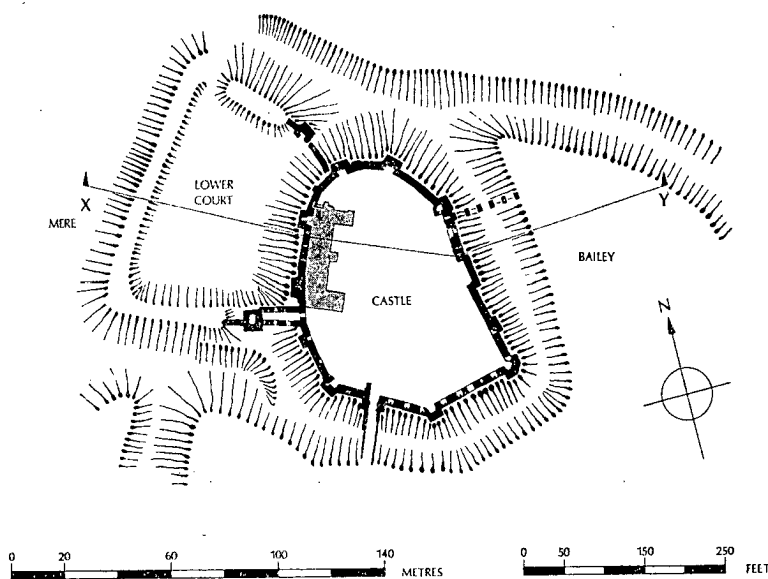 LOWER
COURT
X
MERE
Y
BAILEY
CASTLE
N
0 20 60 100 140 METRES
0 50 150 250 FEET